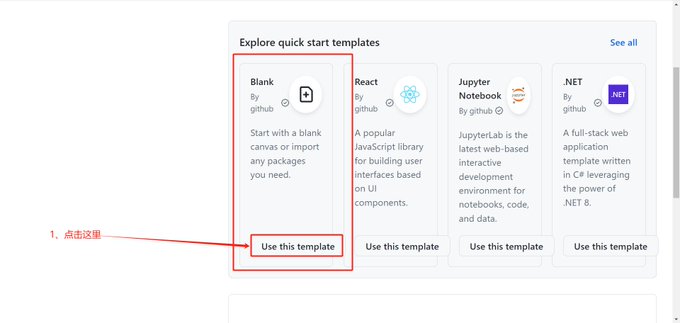 Explore quick start templates
See all
Blank
By
github
Start with a blank
canvas or import
any packages
you need.
Use this template
React
By
github
A popular
JavaScript library
for building user
interfaces based
on UI
components.
Use this template
Jupyter
Notebook
By github
jupyter
JupyterLab is the
latest web-based
interactive
development
environment for
notebooks, code,
and data.
Use this template
.NET
By
github
.NET
A full-stack web
application
template written
in C# leveraging
the power of
.NET 8.
Use this template
1、点击这里